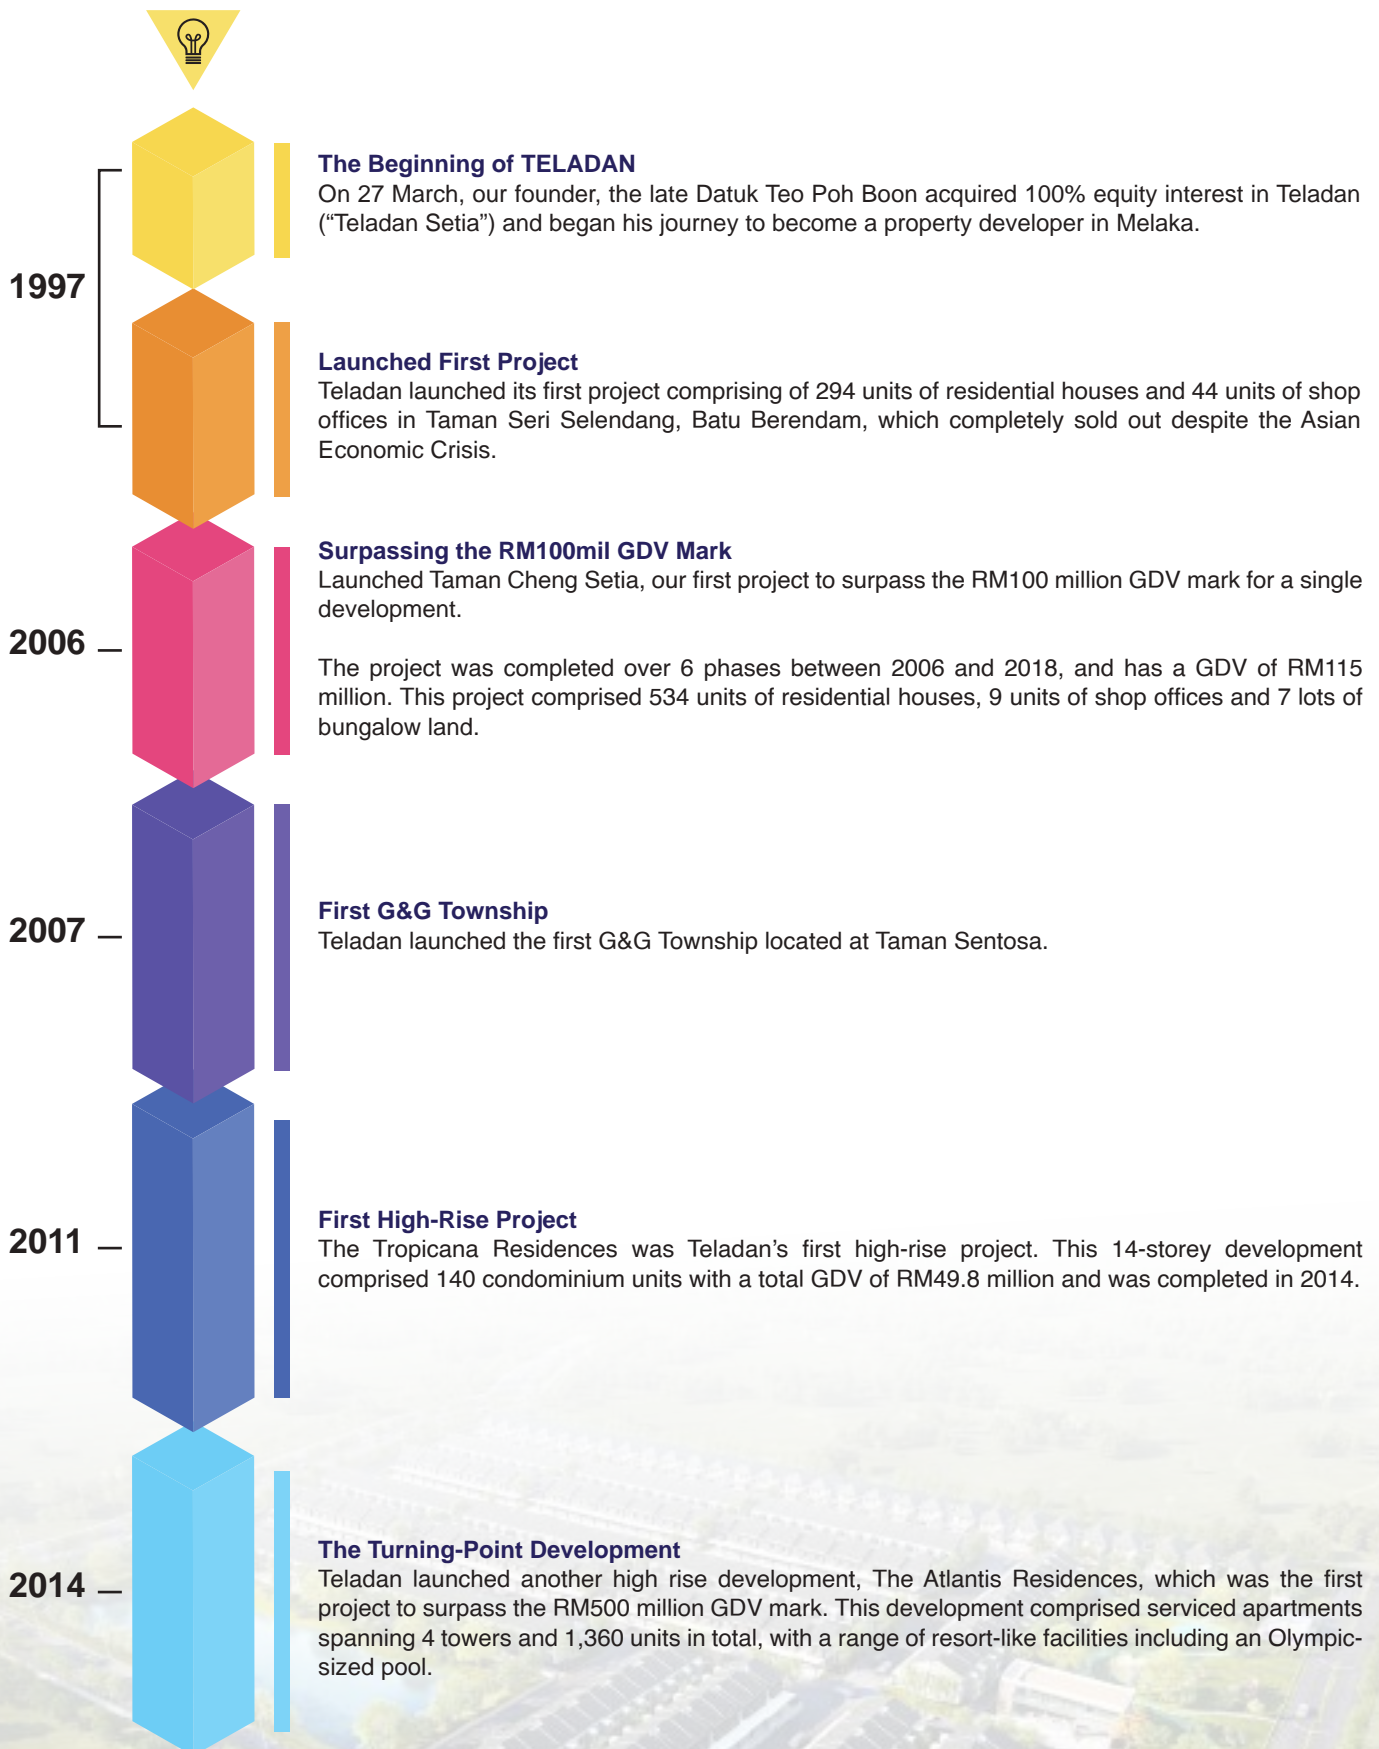 1997
The Beginning of TELADAN
On 27 March, our founder, the late Datuk Teo Poh Boon acquired 100% equity interest in Teladan
(“Teladan Setia”) and began his journey to become a property developer in Melaka.
Launched First Project
Teladan launched its first project comprising of 294 units of residential houses and 44 units of shop
offices in Taman Seri Selendang, Batu Berendam, which completely sold out despite the Asian
Economic Crisis.
2006
Surpassing the RM100mil GDV Mark
Launched Taman Cheng Setia, our first project to surpass the RM100 million GDV mark for a single
development.
The project was completed over 6 phases between 2006 and 2018, and has a GDV of RM115
million. This project comprised 534 units of residential houses, 9 units of shop offices and 7 lots of
bungalow land.
2007
First G&G Township
Teladan launched the first G&G Township located at Taman Sentosa.
2011
First High-Rise Project
The Tropicana Residences was Teladan’s first high-rise project. This 14-storey development
comprised 140 condominium units with a total GDV of RM49.8 million and was completed in 2014.
2014
The Turning-Point Development
Teladan launched another high rise development, The Atlantis Residences, which was the first
project to surpass the RM500 million GDV mark. This development comprised serviced apartments
spanning 4 towers and 1,360 units in total, with a range of resort-like facilities including an Olympic-
sized pool.